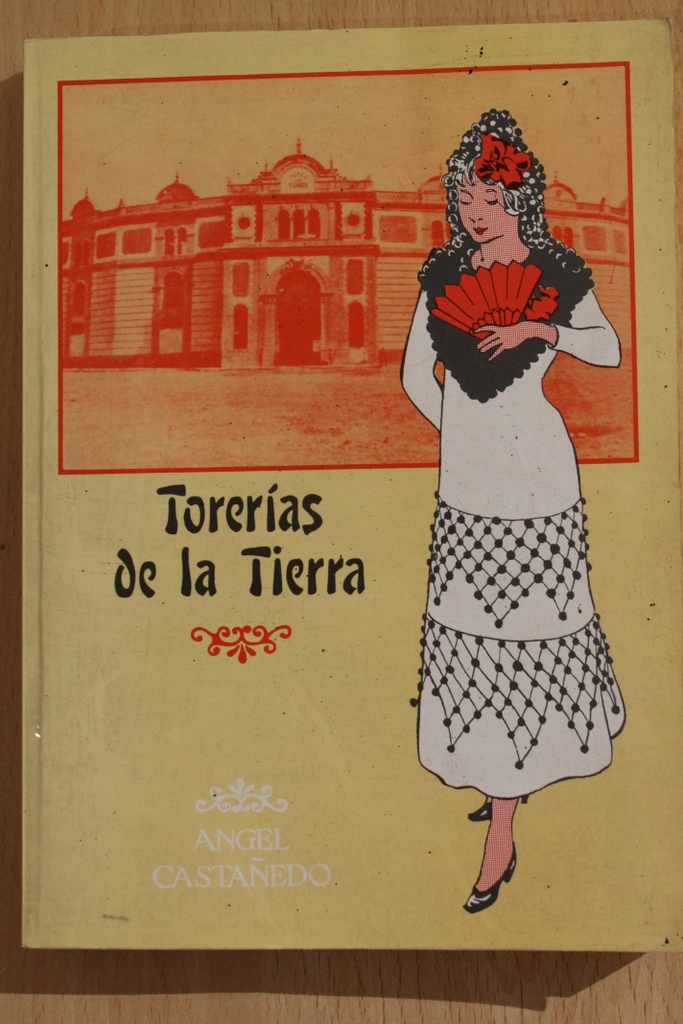 Torerías
de la Tierra
ANGEL
CASTAÑEDO